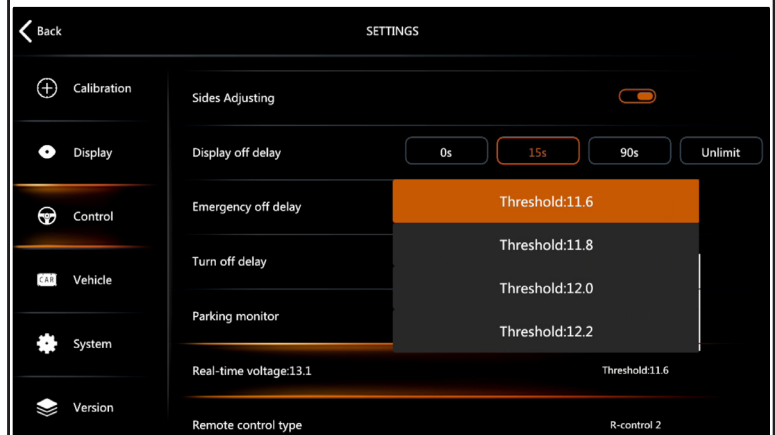 Back
SETTINGS
Calibration
Display
Control
CAR
Vehicle
System
Version
Sides Adjusting
Display off delay
0s
15s
90s
Unlimit
Emergency off delay
Turn off delay
Parking monitor
Threshold:11.6
Threshold:11.8
Threshold:12.0
Threshold:12.2
Real-time voltage:13.1
Threshold:11.6
Remote control type
R-control 2